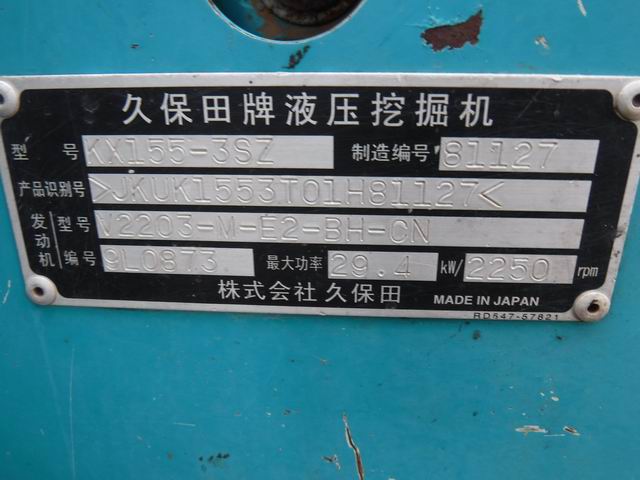 久保田牌液压挖掘机
型 号 KX155-3SZ 制造编号 81127
产品识别号 >JKUK1553T01H81127<
发动机 型号 V2203-M-E2-BH-CN
编号 9L0873 最大功率 29.4 kW/ 2250 rpm
株式会社久保田 MADE IN JAPAN
RD547-57821